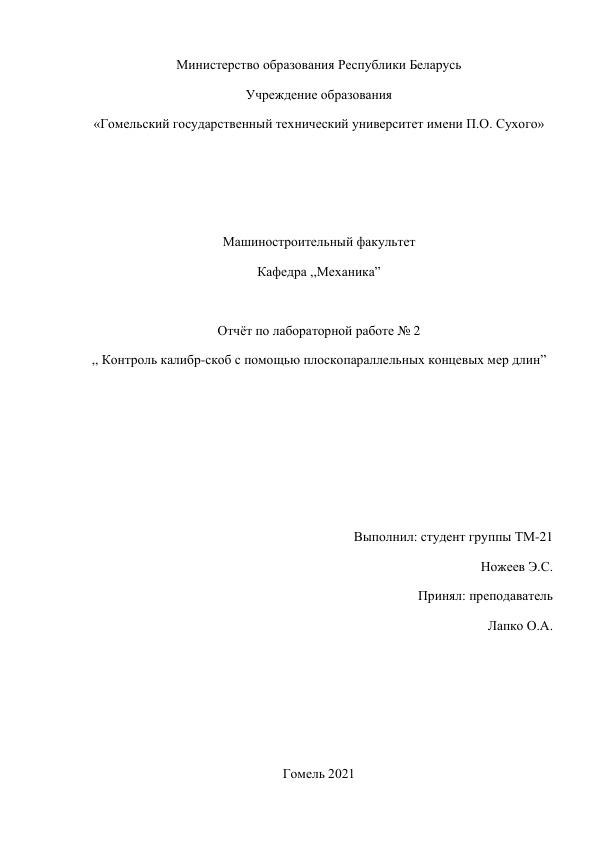 Министерство образования Республики Беларусь
Учреждение образования
«Гомельский государственный технический университет имени П.О. Сухого»
Машиностроительный факультет
Кафедра ,,Механика”
Отчёт по лабораторной работе № 2
,, Контроль калибр-скоб с помощью плоскопараллельных концевых мер длин”
Выполнил: студент группы ТМ-21
Ножеев Э.С.
Принял: преподаватель
Лапко О.А.
Гомель 2021